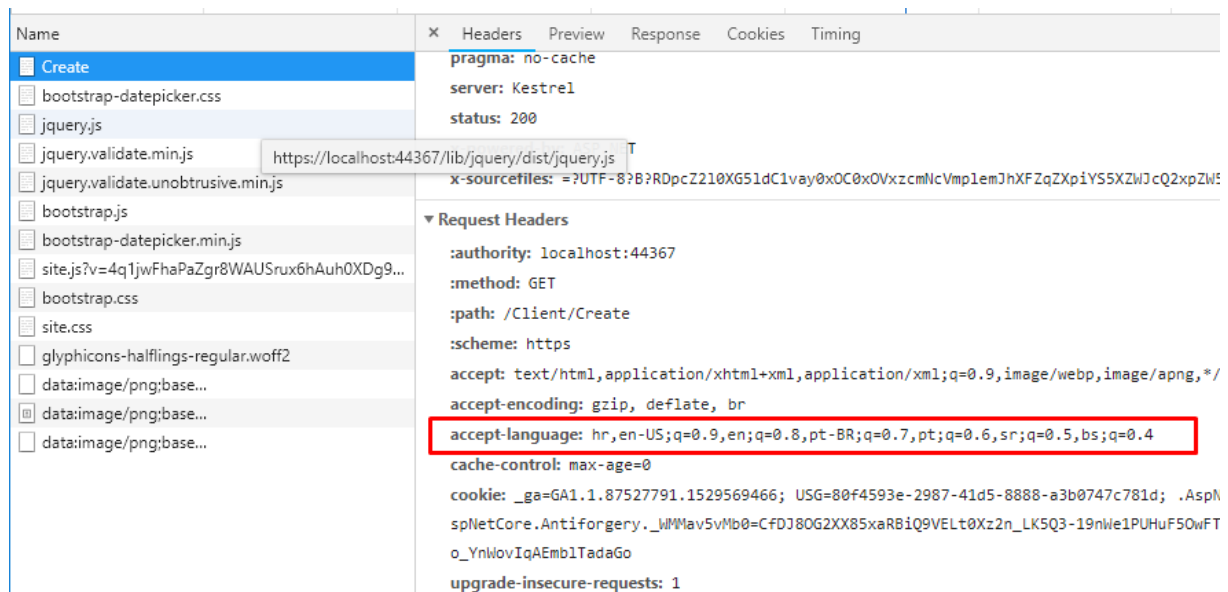 Name
Create
bootstrap-datepicker.css
jquery.js
jquery.validate.min.js
jquery.validate.unobtrusive.min.js
bootstrap.js
bootstrap-datepicker.min.js
site.js?v=4q1jwFhaPaZgr8WAUSrux6hAuh0XDg9...
bootstrap.css
site.css
glyphicons-halflings-regular.woff2
data:image/png;base...
data:image/png;base...
data:image/png;base...
https://localhost:44367/lib/jquery/dist/jquery.js
× Headers Preview Response Cookies Timing
pragma: no-cache
server: Kestrel
status: 200
x-sourcefiles: =?UTF-8?B?RDpcZ2l0XG5ldC1vay0xOC0xOVxzcmNcVmplemJhXFZqZXpiYS5XZWJcQ2xpZW5
Request Headers
:authority: localhost:44367
:method: GET
:path: /Client/Create
:scheme: https
accept: text/html,application/xhtml+xml,application/xml;q=0.9,image/webp,image/apng,*/
accept-encoding: gzip, deflate, br
accept-language: hr,en-US;q=0.9,en;q=0.8,pt-BR;q=0.7,pt;q=0.6,sr;q=0.5,bs;q=0.4
cache-control: max-age=0
cookie: _ga=GA1.1.87527791.1529569466; USG=80f4593e-2987-41d5-8888-a3b0747c781d; .AspN
spNetCore.Antiforgery._WMMav5vMb0=CfDJ8OG2XX85xaRBiQ9VELt0Xz2n_LK5Q3-19nWe1PUHuF5OwFT
o_YnWovIqAEmblTadaGo
upgrade-insecure-requests: 1